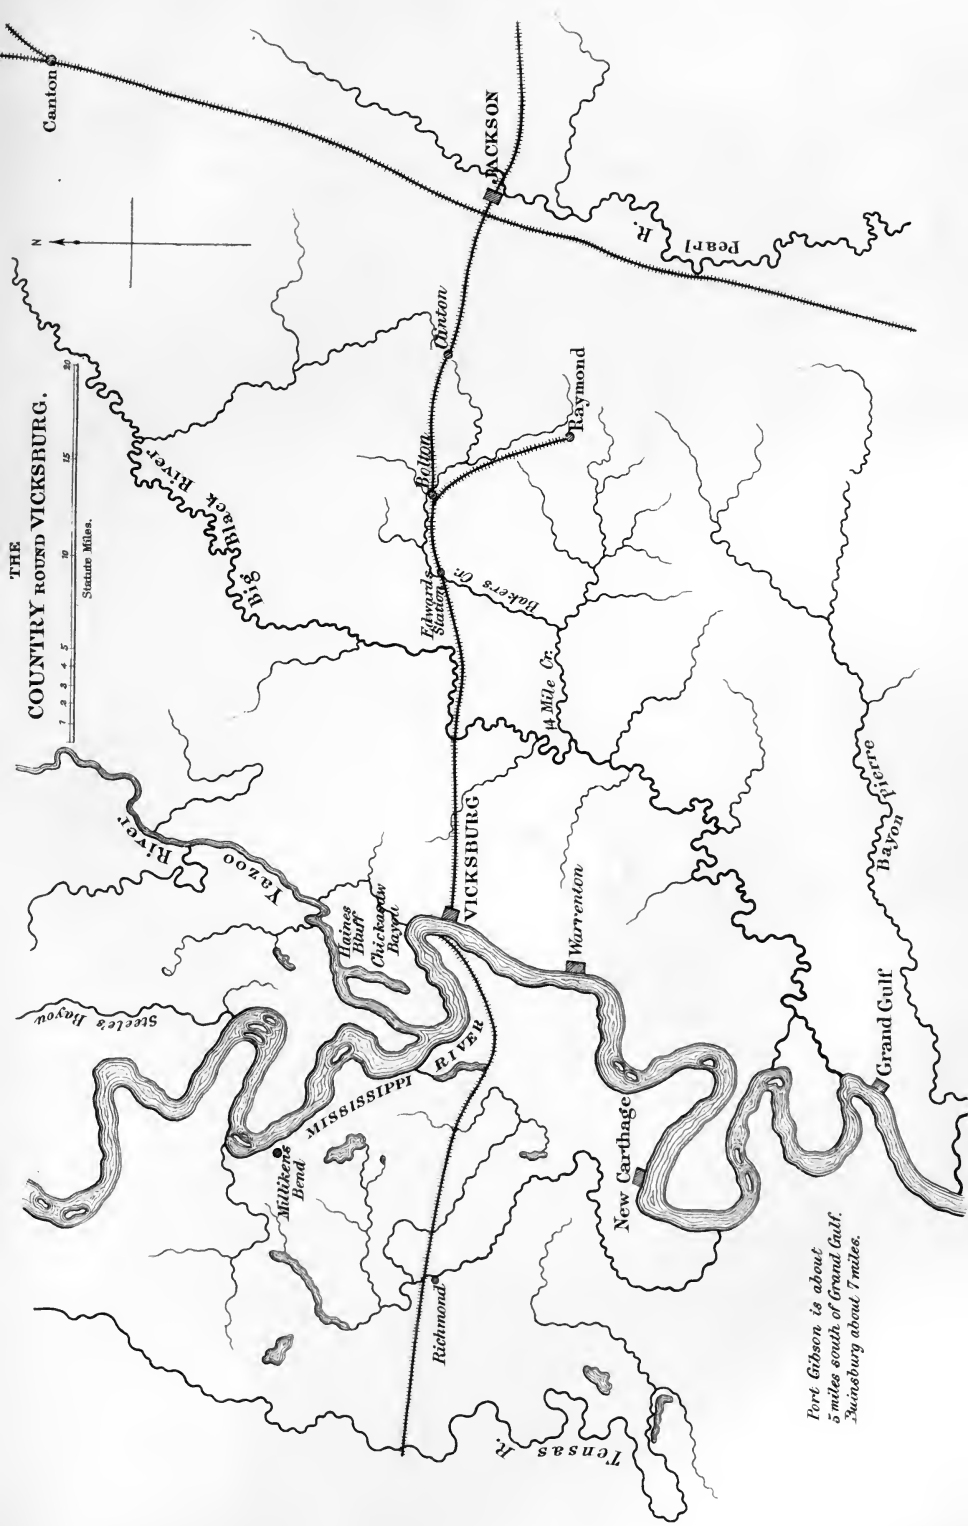 THE
COUNTRY ROUND VICKSBURG.
1 2 3 4 5 10 15 20
Statute Miles.
N
Canton
JACKSON
Pearl
R.
Clinton
Raymond
Bolton
Edwards
Station
Bakers Cr.
14 Mile Cr.
Big Black River
Yazoo
River
Haines
Bluff
Chickasaw
Bayou
VICKSBURG
Warrenton
Bayou Pierre
Grand Gulf
Steele's Bayou
MISSISSIPPI
RIVER
Millikens
Bend
New Carthage
Richmond
Tensas
R.
Port Gibson is about
5 miles south of Grand Gulf.
Buinsburg about 7 miles.